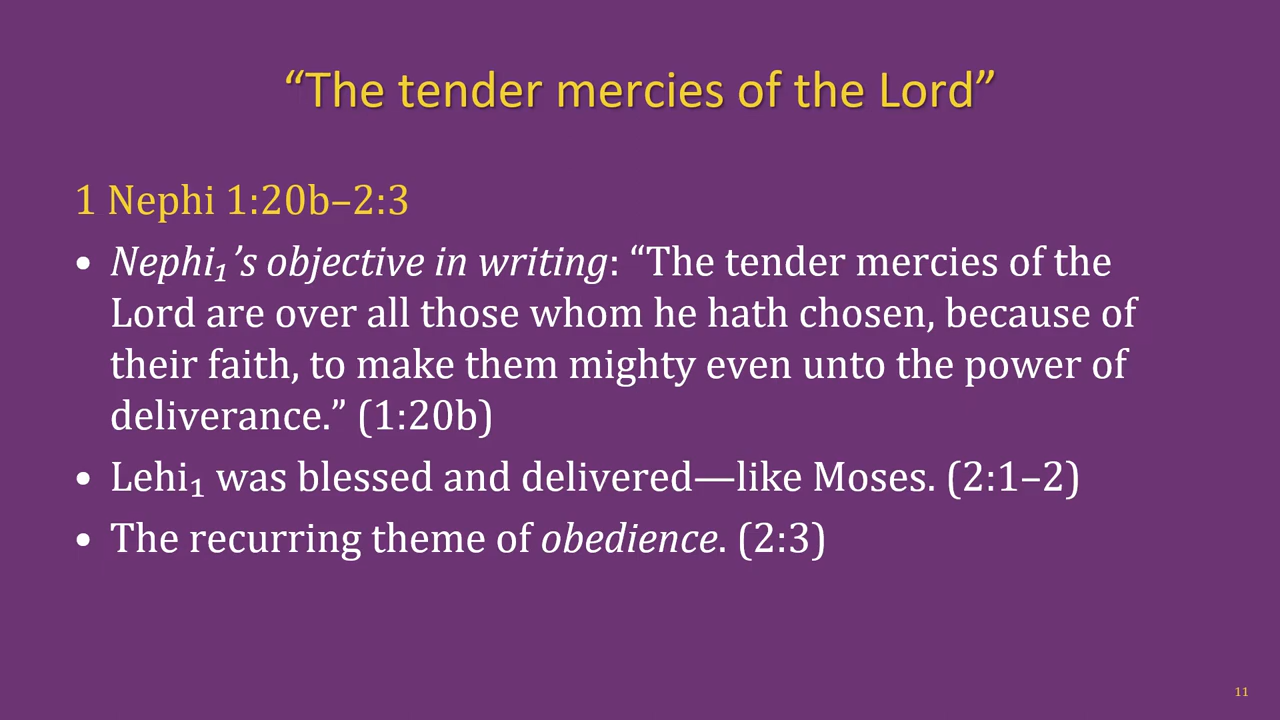 “The tender mercies of the Lord”
1 Nephi 1:20b–2:3
• Nephi₁’s objective in writing: “The tender mercies of the
Lord are over all those whom he hath chosen, because of
their faith, to make them mighty even unto the power of
deliverance.” (1:20b)
• Lehi₁ was blessed and delivered—like Moses. (2:1–2)
• The recurring theme of obedience. (2:3)
11